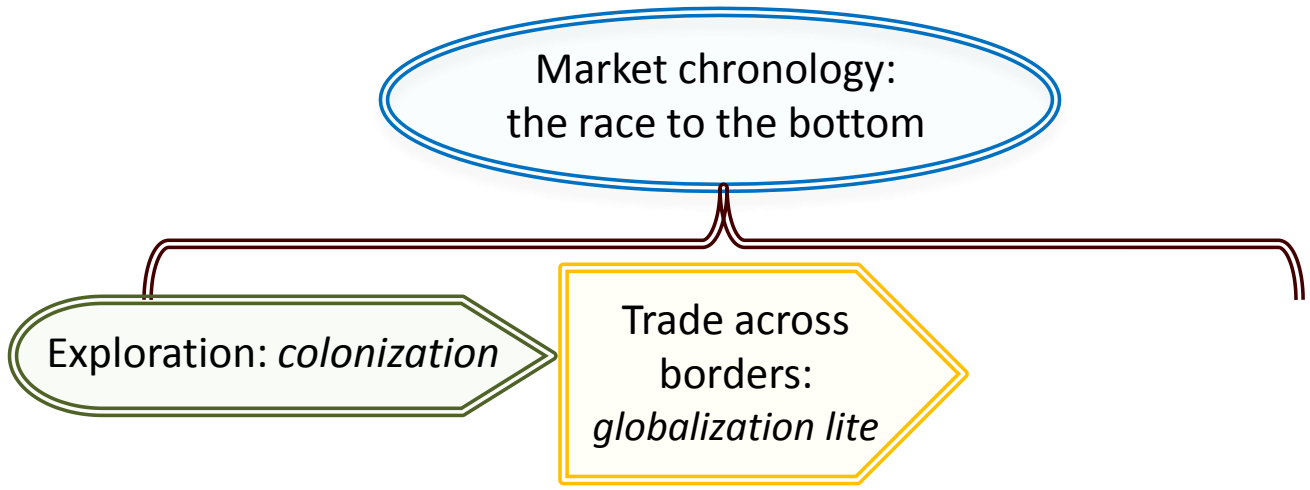 Market chronology:
the race to the bottom
Exploration: colonization
Trade across
borders:
globalization lite